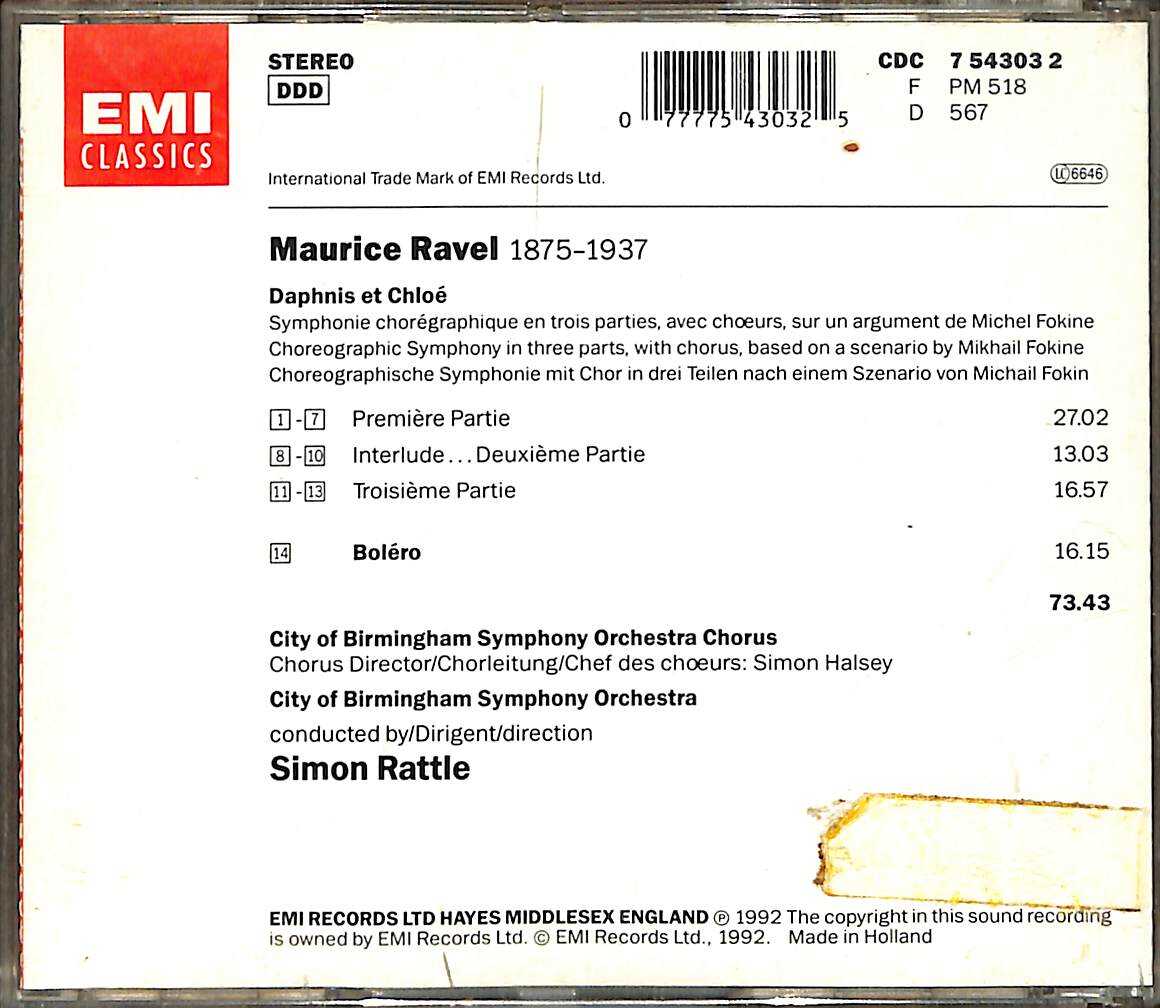 EMI
CLASSICS
STEREO
DDD
0 77775 43032 5
CDC 7 54303 2
F PM 518
D 567
International Trade Mark of EMI Records Ltd.
LC 6646
Maurice Ravel 1875–1937
Daphnis et Chloé
Symphonie chorégraphique en trois parties, avec chœurs, sur un argument de Michel Fokine
Choreographic Symphony in three parts, with chorus, based on a scenario by Mikhail Fokine
Choreographische Symphonie mit Chor in drei Teilen nach einem Szenario von Michail Fokin
1 - 7 Première Partie 27.02
8 - 10 Interlude... Deuxième Partie 13.03
11 - 13 Troisième Partie 16.57
14 Boléro 16.15
73.43
City of Birmingham Symphony Orchestra Chorus
Chorus Director/Chorleitung/Chef des chœurs: Simon Halsey
City of Birmingham Symphony Orchestra
conducted by/Dirigent/direction
Simon Rattle
EMI RECORDS LTD HAYES MIDDLESEX ENGLAND ℗ 1992 The copyright in this sound recording
is owned by EMI Records Ltd. © EMI Records Ltd., 1992. Made in Holland